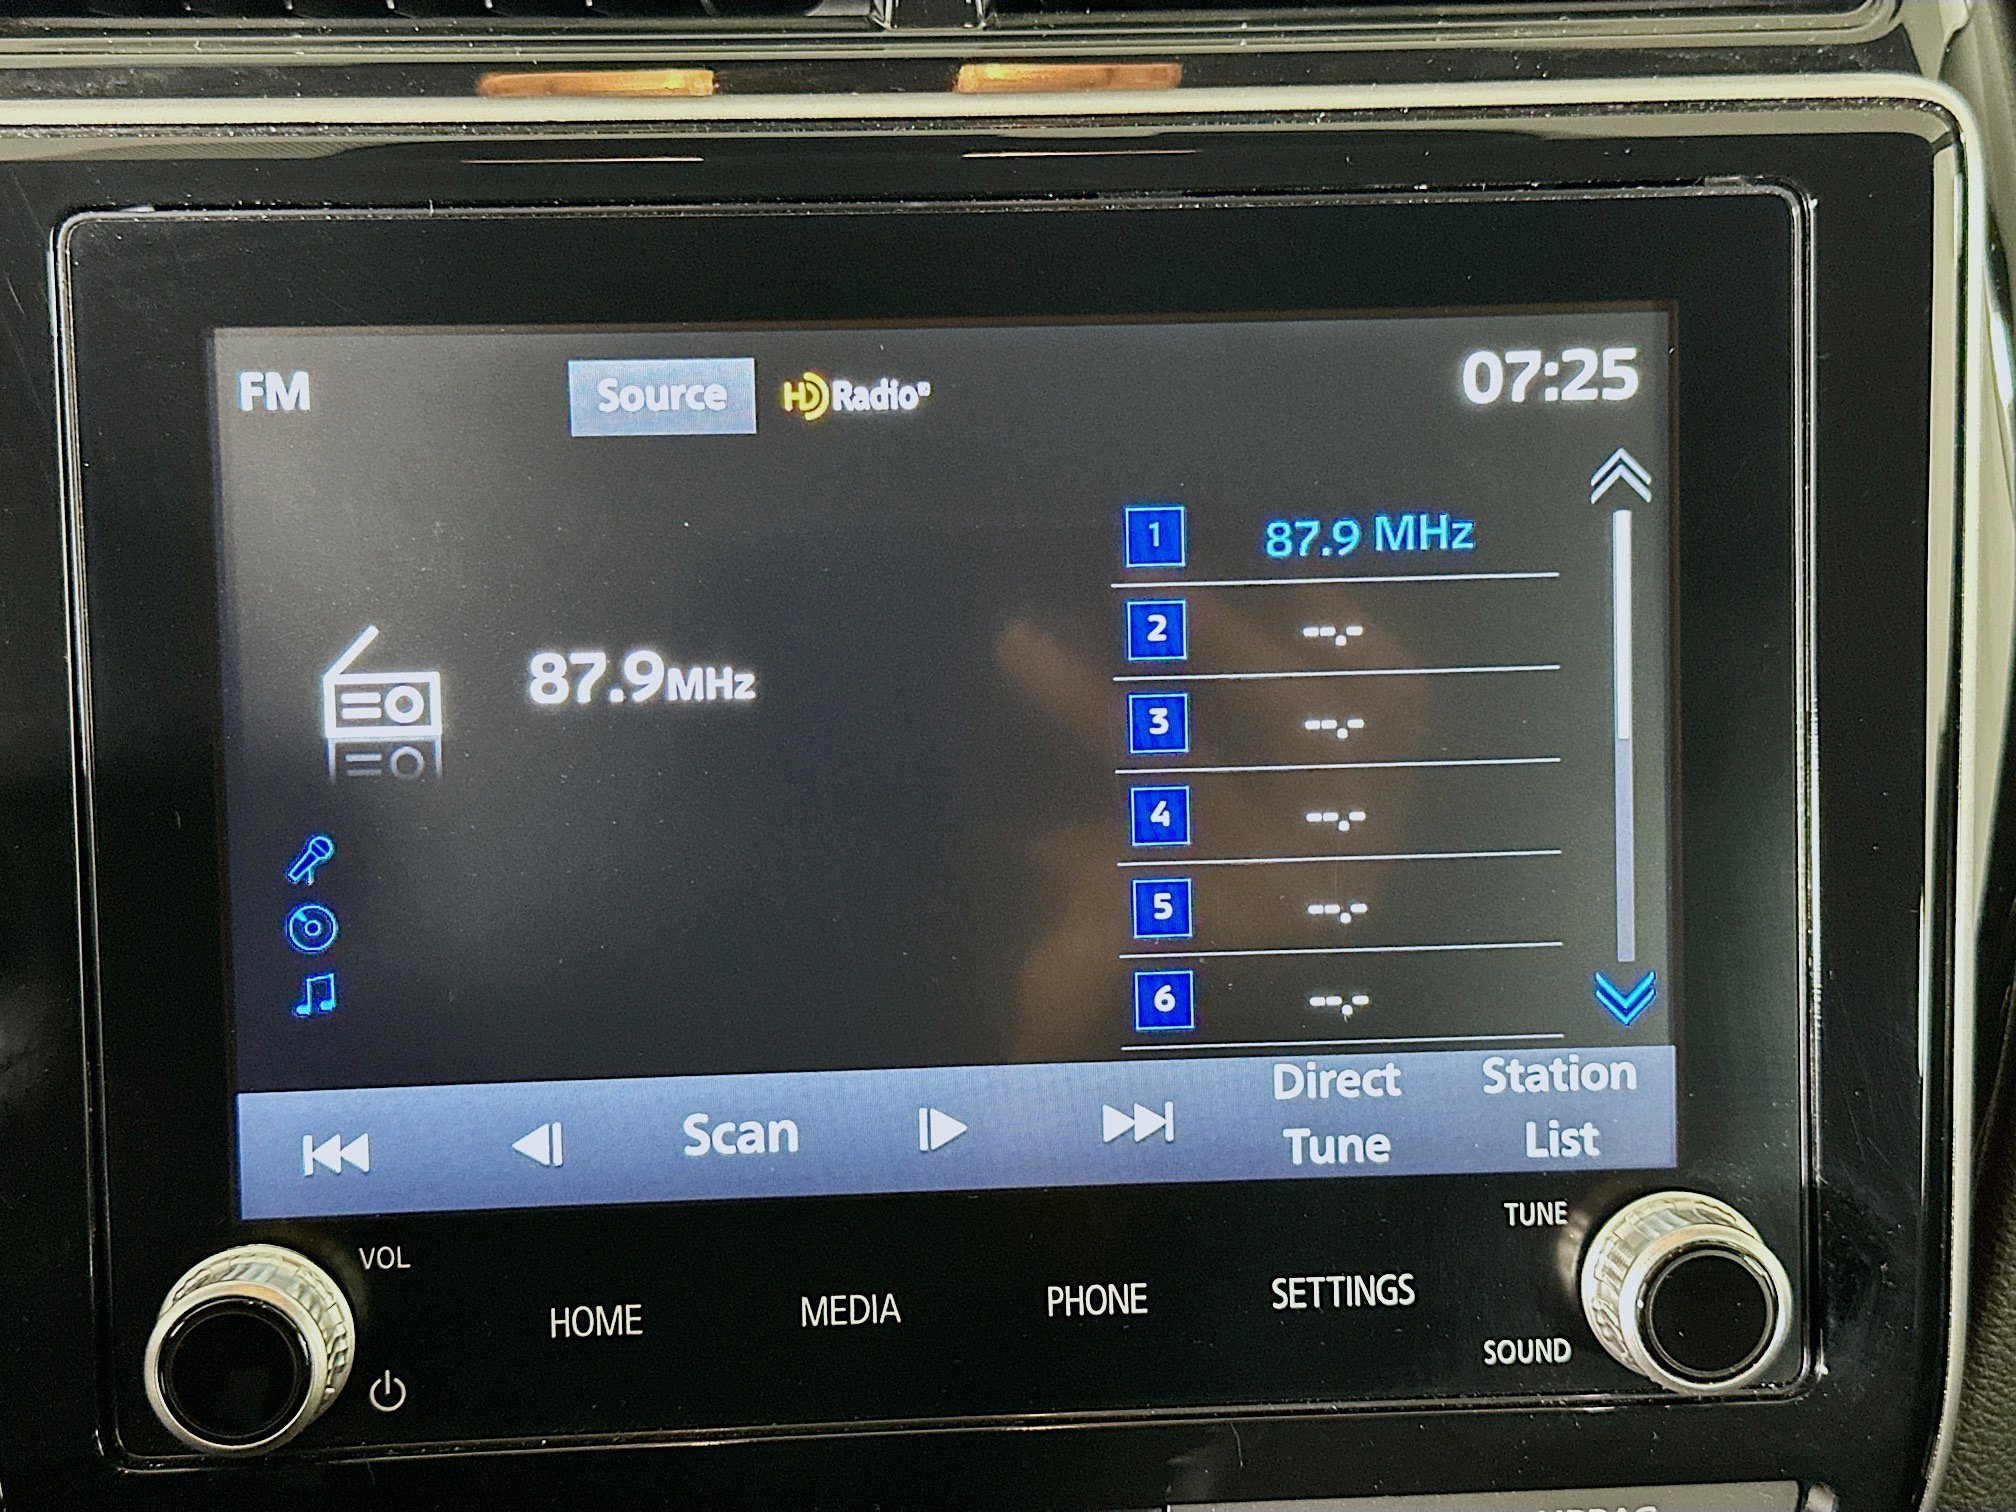 FM
Source
HD Radio
07:25
1 87.9 MHz
2 --.-
3 --.-
4 --.-
5 --.-
6 --.-
87.9MHz
Scan
Direct
Tune
Station
List
VOL
TUNE
HOME
MEDIA
PHONE
SETTINGS
SOUND